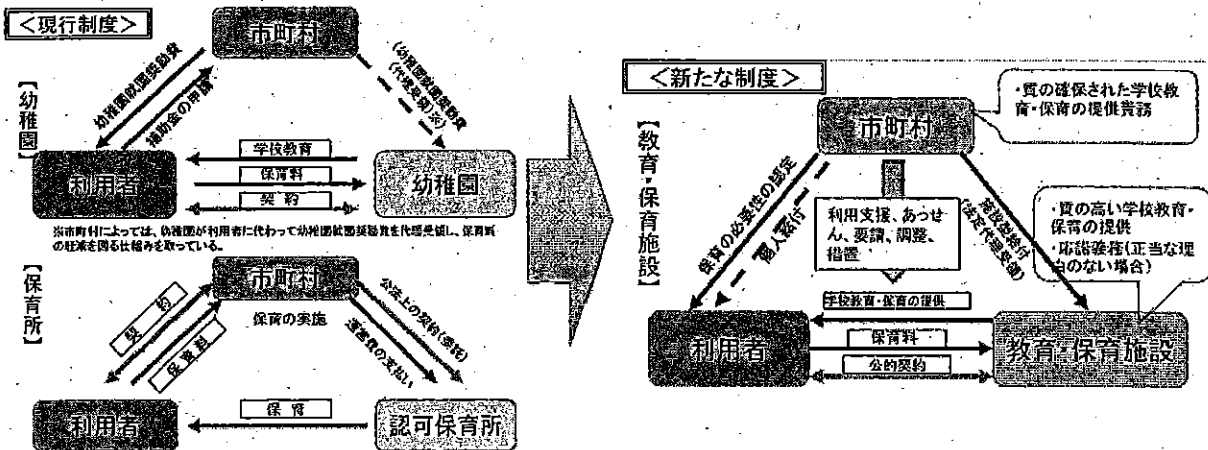 <現行制度>
【幼稚園】
市町村
幼稚園就園奨励費
補助金の申請
(幼稚園就園奨励費
(代理受領)※)
学校教育
保育料
契約
利用者
幼稚園
※市町村によっては、幼稚園が利用者に代わって幼稚園就園奨励費を代理受領し、保育料
の軽減を図る仕組みを取っている。
【保育所】
市町村
保育の実施
契約
保育料
公法上の契約(委託)
運営費の支払い
保育
利用者
認可保育所
<新たな制度>
【教育・保育施設】
市町村
・質の確保された学校教
育・保育の提供責務
保育の必要性の認定
個人給付
利用支援、あっせ
ん、要請、調整、
措置
施設型給付
(法定代理受領)
・質の高い学校教育・
保育の提供
・応諾義務(正当な理
由のない場合)
学校教育・保育の提供
保育料
公的契約
利用者
教育・保育施設